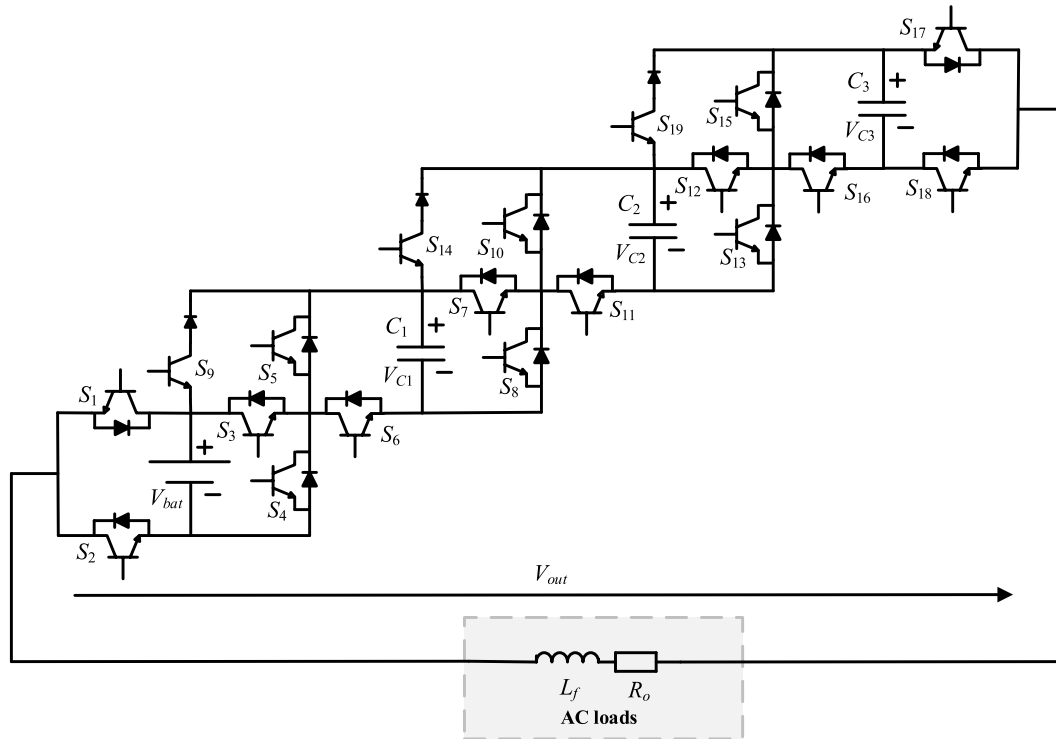 S17
C3 +
S15
S19
VC3 −
S12
S16
S18
C2 +
S14
S10
VC2 −
S13
S7
S11
C1 +
S9
S5
VC1 −
S8
S1
S3
S6
+
Vbat −
S4
S2
Vout
Lf Ro
AC loads